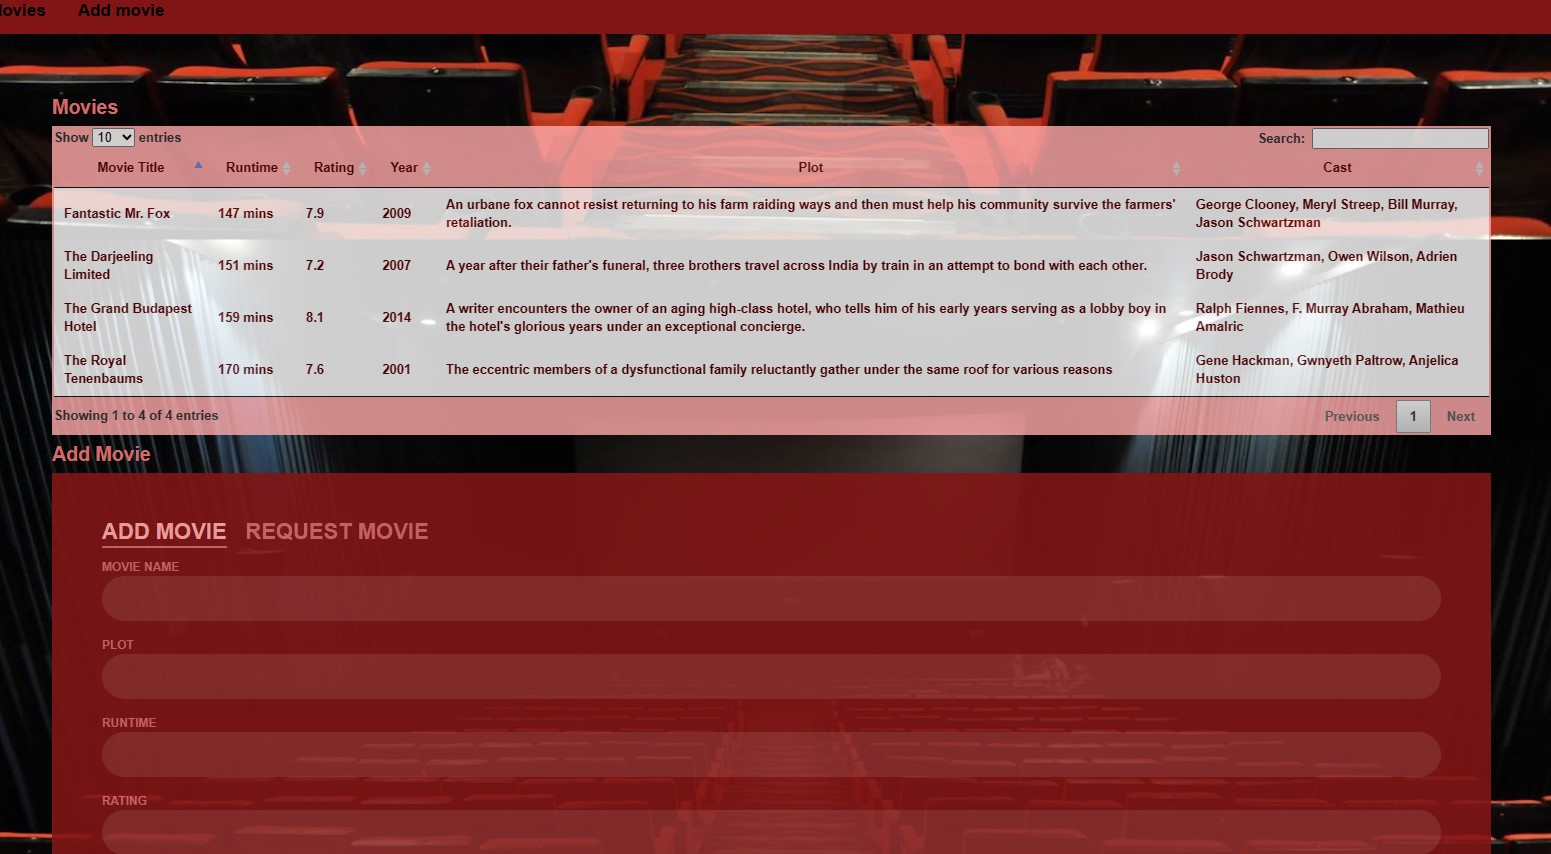 Movies Add movie
Movies
Show 10 entries Search:
Movie Title Runtime Rating Year Plot Cast
Fantastic Mr. Fox 147 mins 7.9 2009 An urbane fox cannot resist returning to his farm raiding ways and then must help his community survive the farmers' George Clooney, Meryl Streep, Bill Murray,
retaliation. Jason Schwartzman
The Darjeeling Jason Schwartzman, Owen Wilson, Adrien
Limited 151 mins 7.2 2007 A year after their father's funeral, three brothers travel across India by train in an attempt to bond with each other. Brody
The Grand Budapest 159 mins 8.1 2014 A writer encounters the owner of an aging high-class hotel, who tells him of his early years serving as a lobby boy in Ralph Fiennes, F. Murray Abraham, Mathieu
Hotel the hotel's glorious years under an exceptional concierge. Amalric
The Royal Gene Hackman, Gwnyeth Paltrow, Anjelica
Tenenbaums 170 mins 7.6 2001 The eccentric members of a dysfunctional family reluctantly gather under the same roof for various reasons Huston
Showing 1 to 4 of 4 entries Previous 1 Next
Add Movie
ADD MOVIE REQUEST MOVIE
MOVIE NAME
PLOT
RUNTIME
RATING